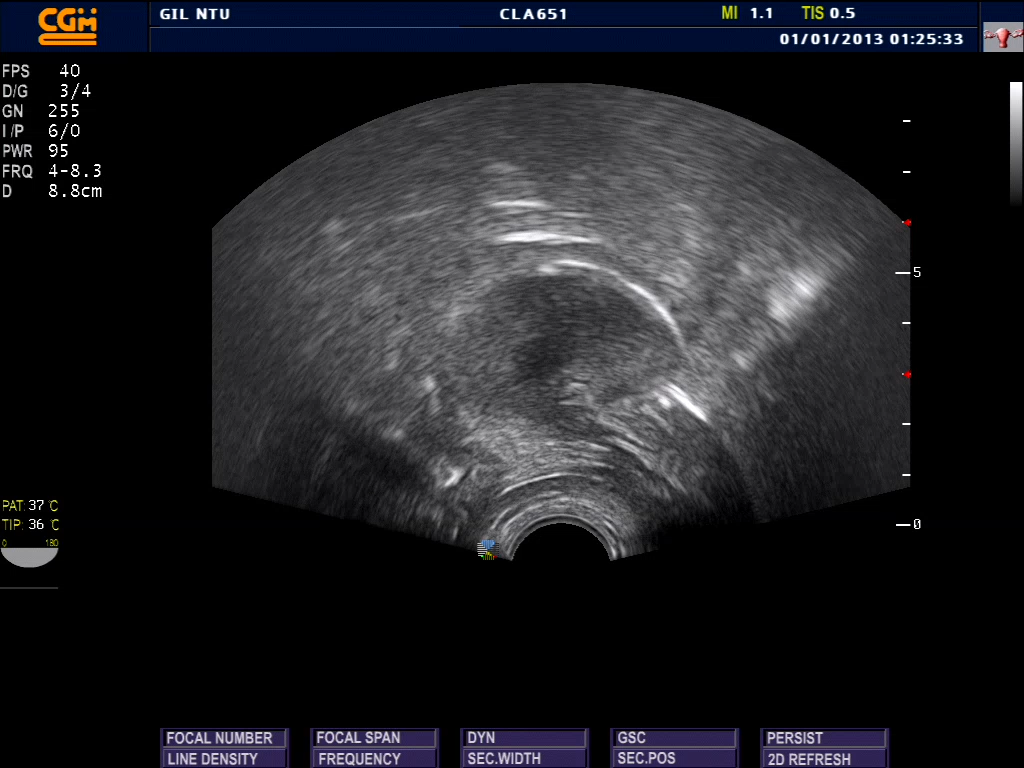 CGM
GIL NTU CLA651 MI 1.1 TIS 0.5
01/01/2013 01:25:33
FPS 40
D/G 3/4
GN 255
I/P 6/0
PWR 95
FRQ 4-8.3
D 8.8cm
5
PAT: 37 °C
TIP: 36 °C
0 180
0
FOCAL NUMBER FOCAL SPAN DYN GSC PERSIST
LINE DENSITY FREQUENCY SEC.WIDTH SEC.POS 2D REFRESH